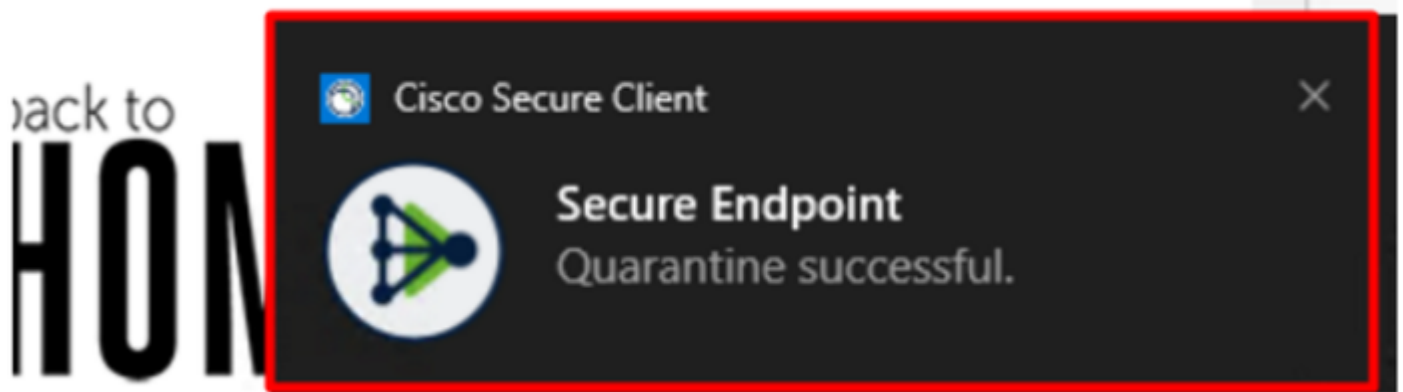 back to
HOM
Cisco Secure Client
Secure Endpoint
Quarantine successful.